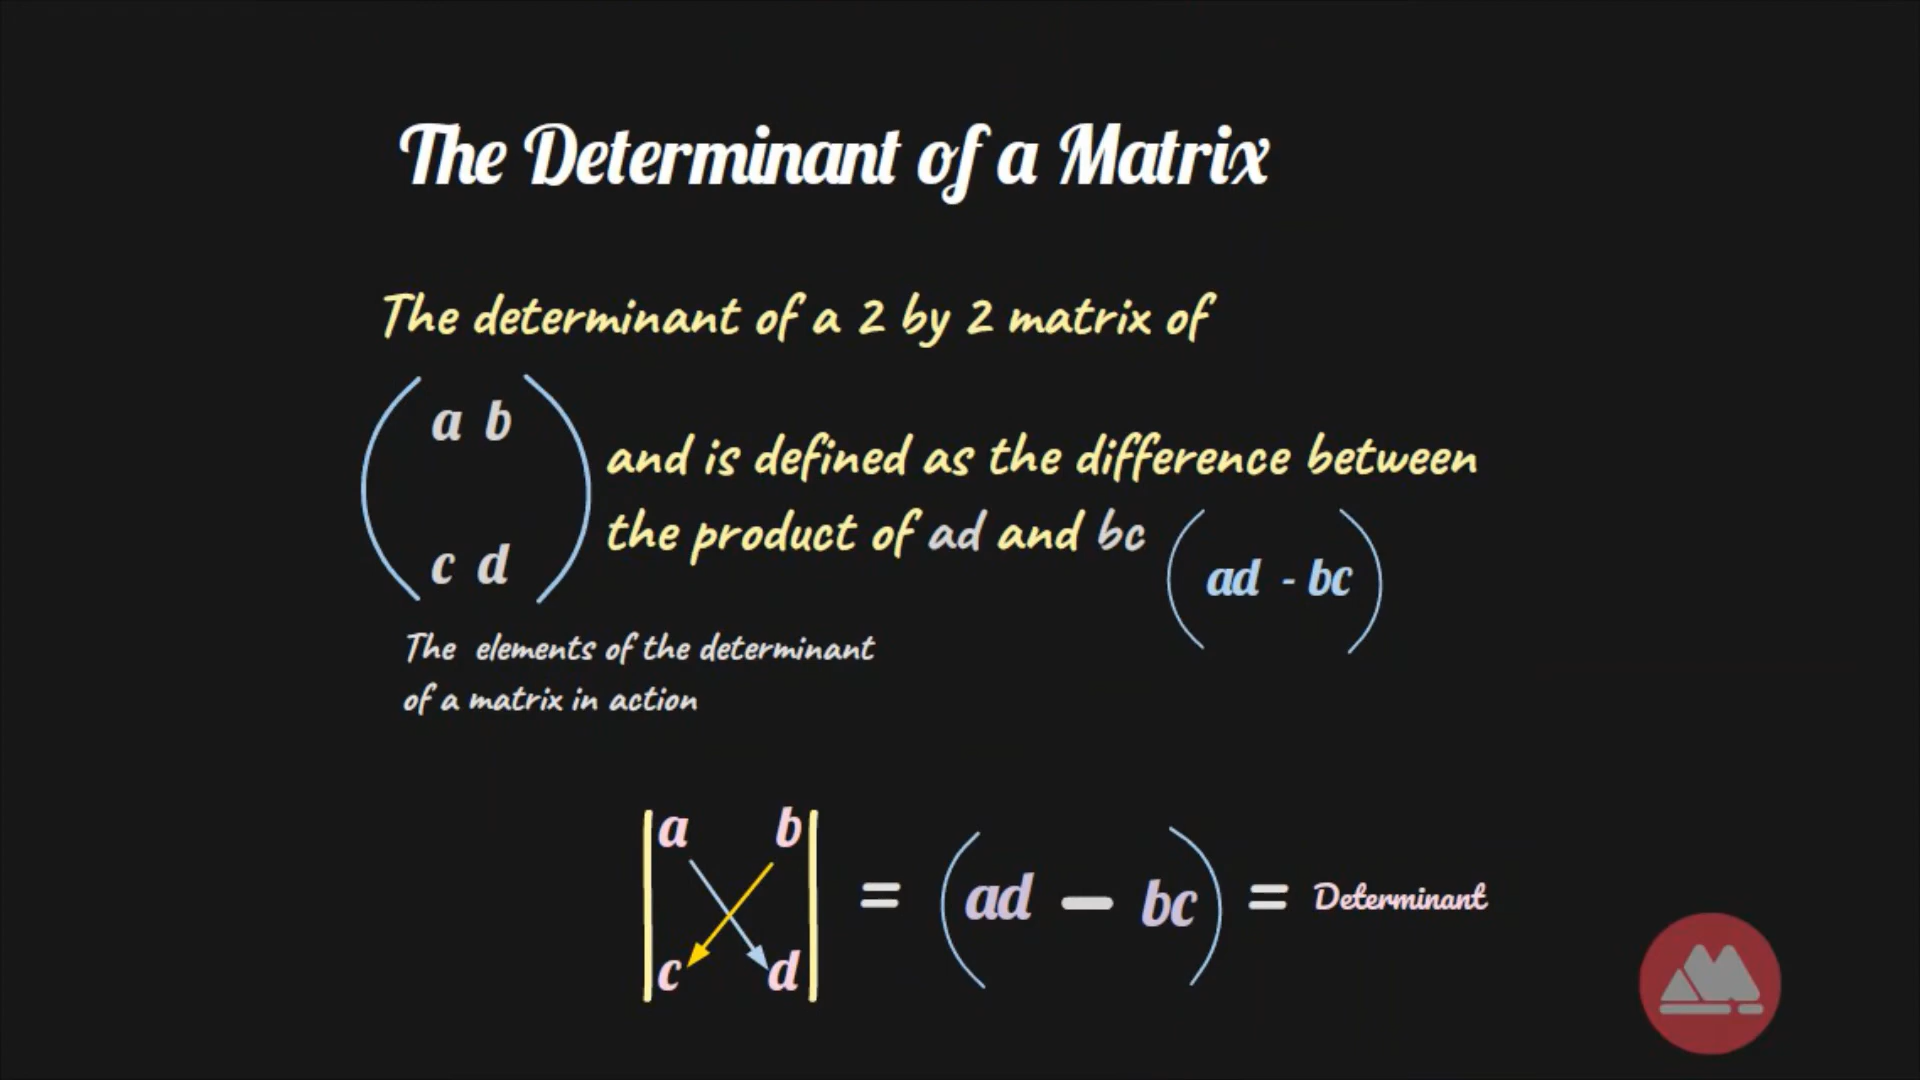 The Determinant of a Matrix
The determinant of a 2 by 2 matrix of
a b
c d
and is defined as the difference between
the product of ad and bc
ad - bc
The elements of the determinant
of a matrix in action
a b
c d
= (ad − bc) = Determinant